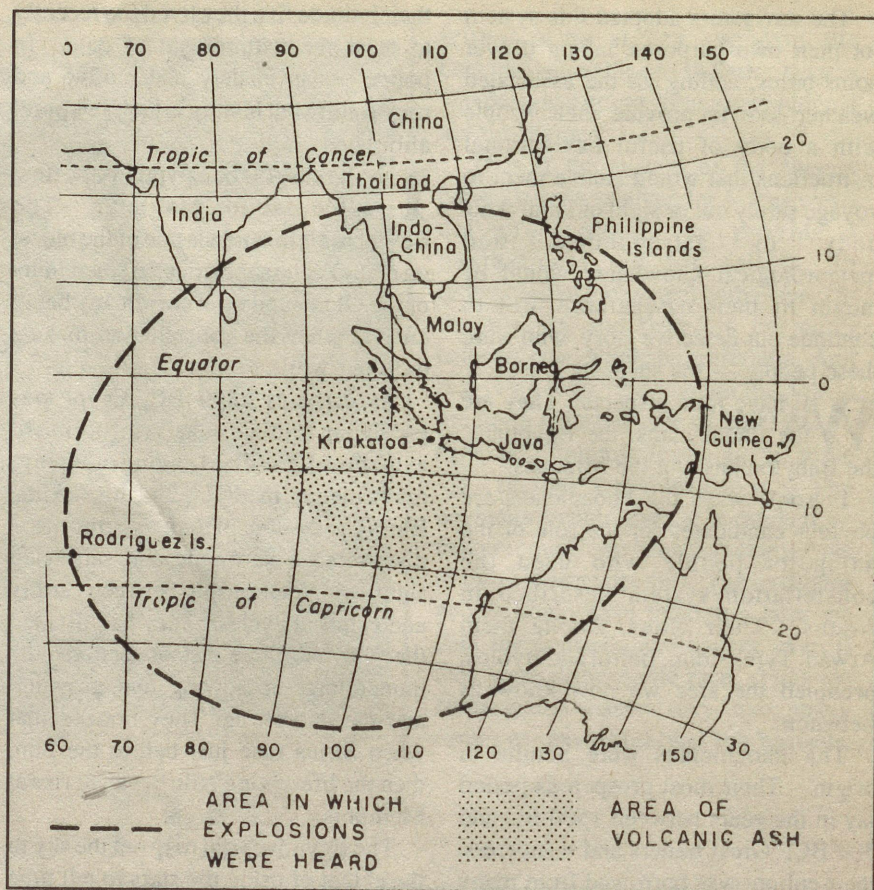 60 70 80 90 100 110 120 130 140 150
China
20
Tropic of Cancer
Thailand
India
Indo-
China
Philippine
Islands
10
Malay
Equator
Borneo
0
New
Guinea
Krakatoa
Java
10
Rodriguez Is.
Tropic of Capricorn
20
30
60 70 80 90 100 110 120 130 140 150
AREA IN WHICH
EXPLOSIONS
WERE HEARD
AREA OF
VOLCANIC ASH